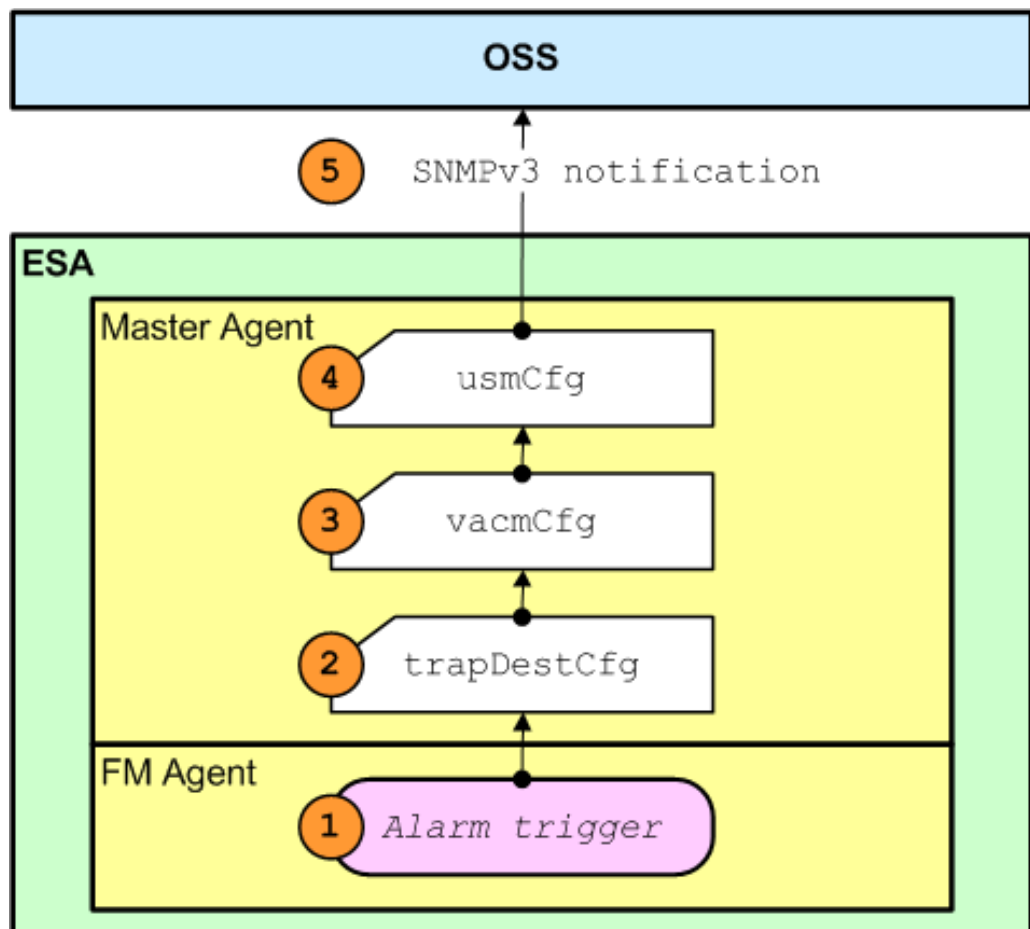 OSS
5 SNMPv3 notification
ESA
Master Agent
4 usmCfg
3 vacmCfg
2 trapDestCfg
FM Agent
1 Alarm trigger